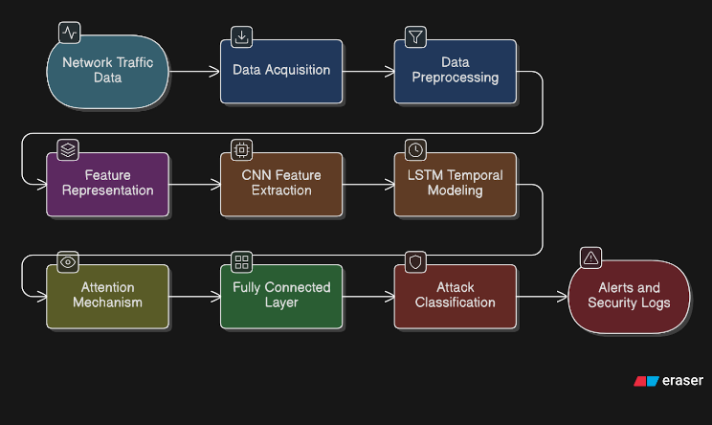 Network Traffic
Data
Data Acquisition
Data
Preprocessing
Feature
Representation
CNN Feature
Extraction
LSTM Temporal
Modeling
Attention
Mechanism
Fully Connected
Layer
Attack
Classification
Alerts and
Security Logs
eraser